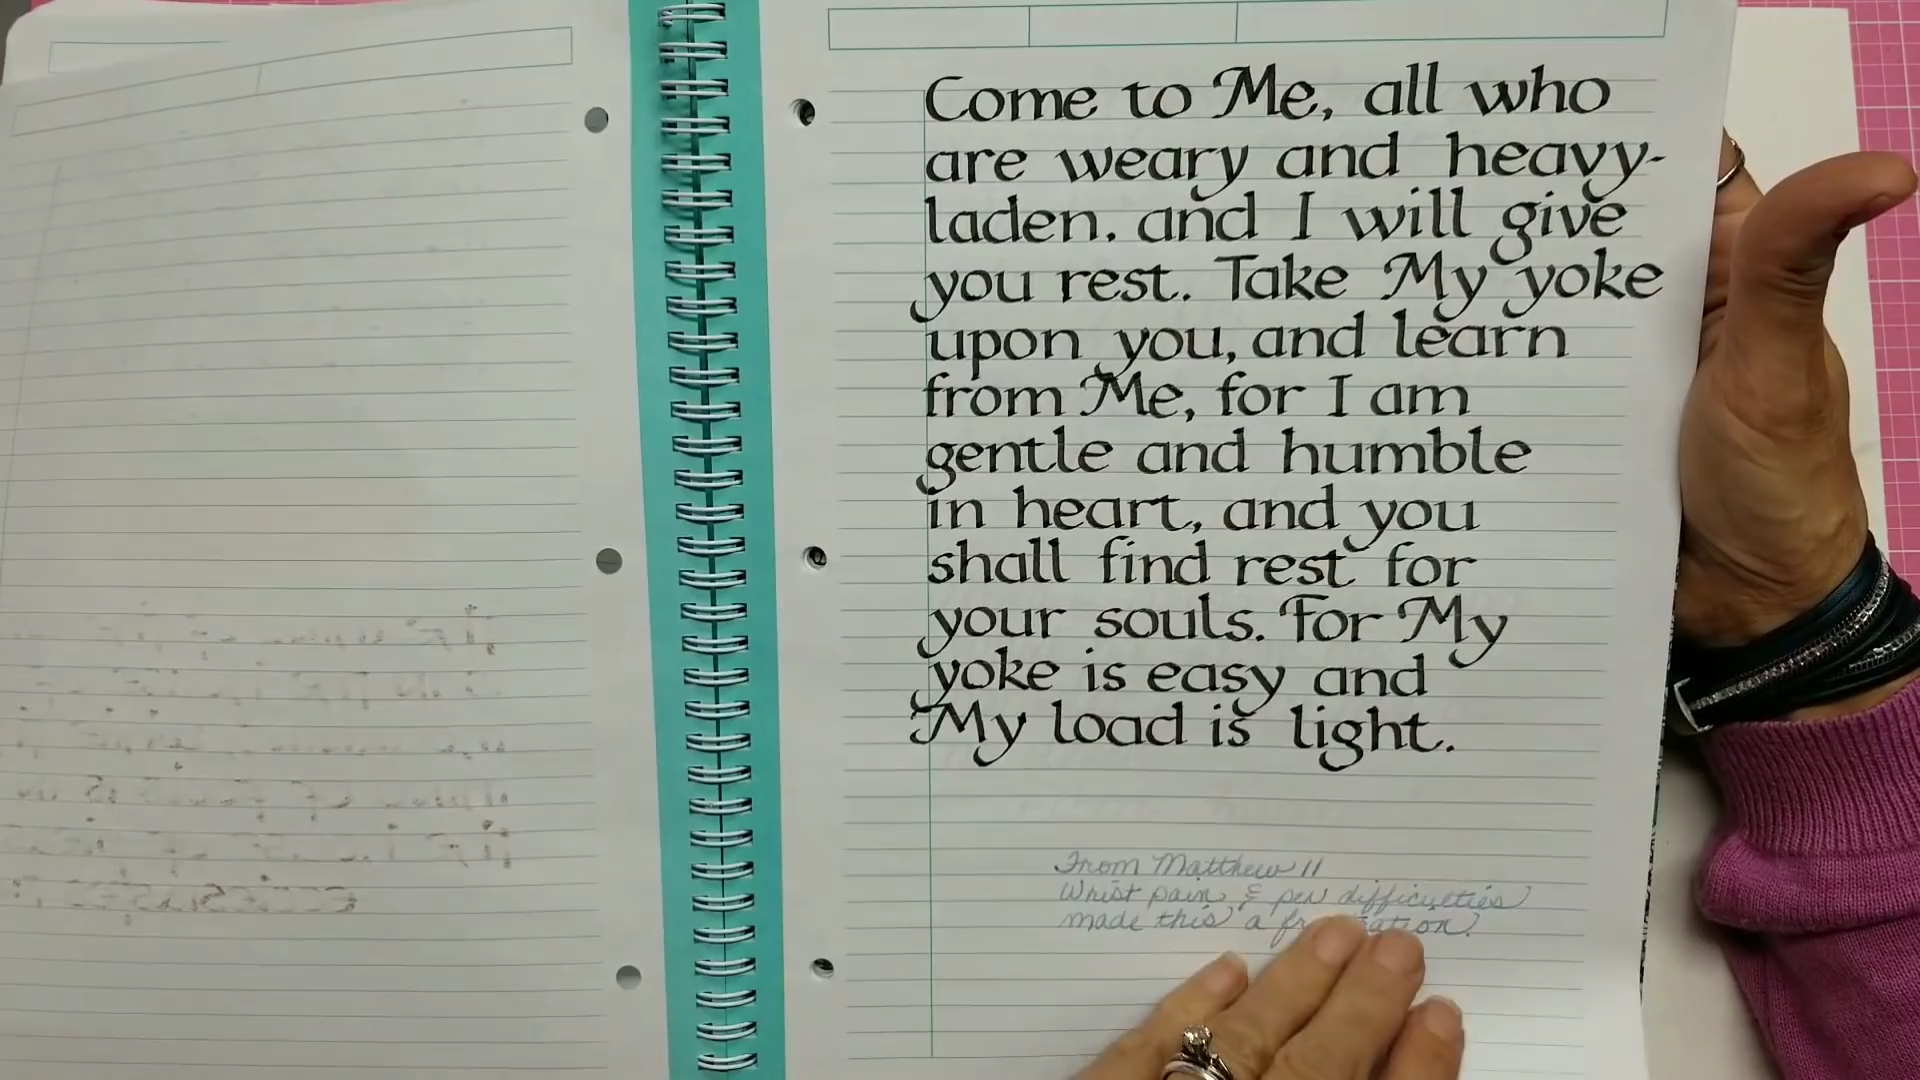 Come to Me, all who
are weary and heavy-
laden. and I will give
you rest. Take My yoke
upon you, and learn
from Me, for I am
gentle and humble
in heart, and you
shall find rest for
your souls. For My
yoke is easy and
My load is light.
From Matthew 11
Wrist pain & pen difficulties
made this a